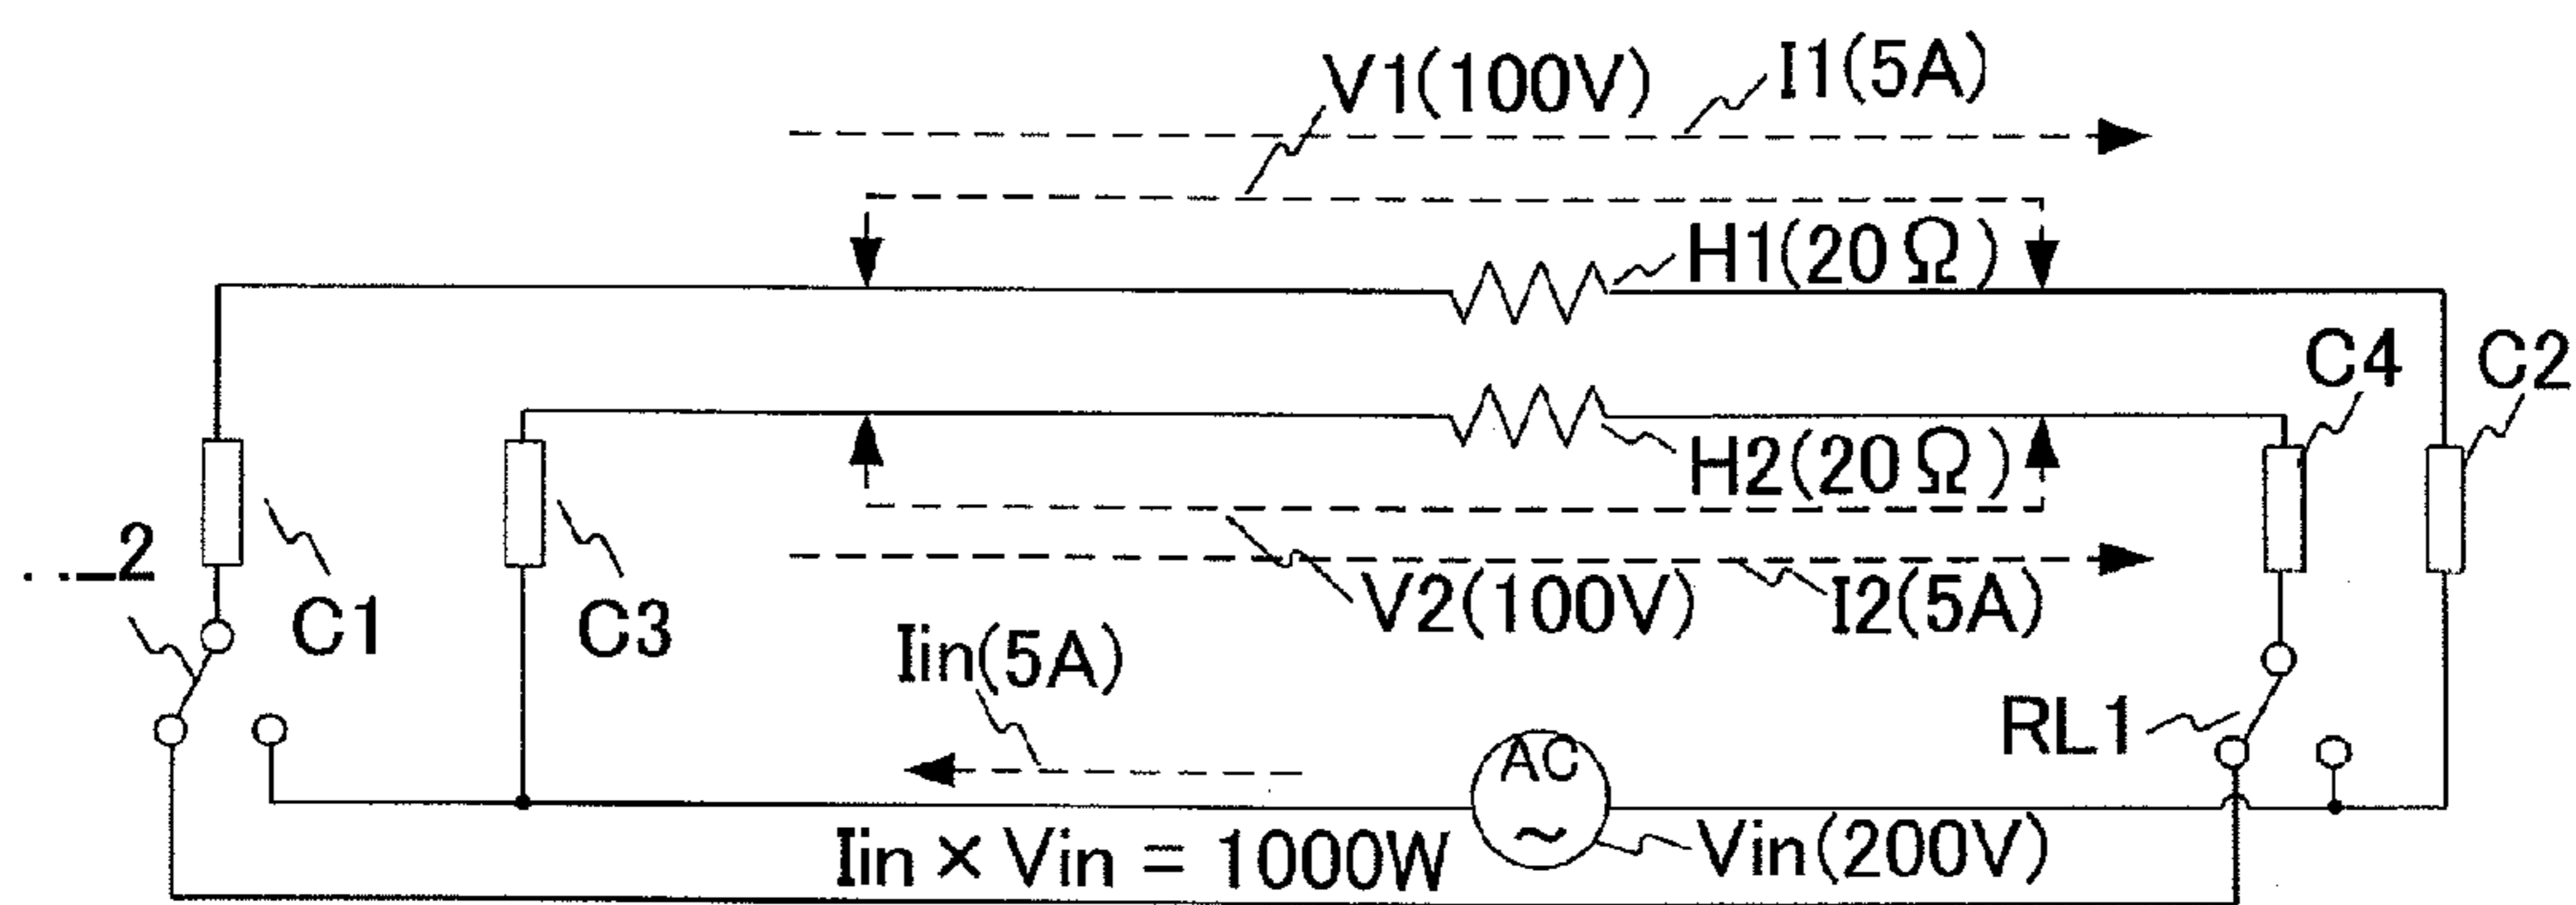 V1(100V)
I1(5A)
H1(20Ω)
C4
C2
H2(20Ω)
2
C1
C3
V2(100V)
I2(5A)
Iin(5A)
RL1
AC
~
Iin × Vin = 1000W
Vin(200V)